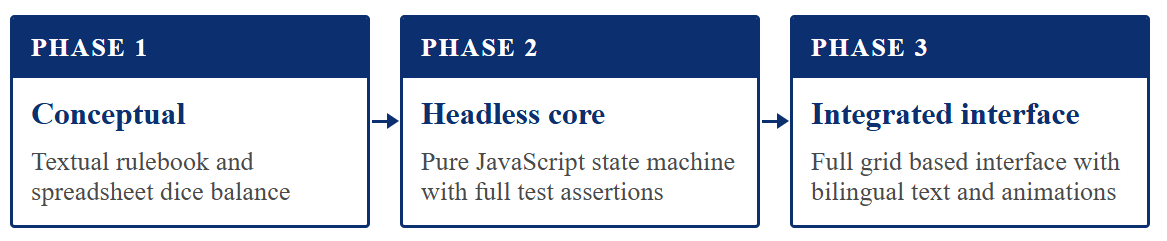 PHASE 1
Conceptual
Textual rulebook and
spreadsheet dice balance
PHASE 2
Headless core
Pure JavaScript state machine
with full test assertions
PHASE 3
Integrated interface
Full grid based interface with
bilingual text and animations